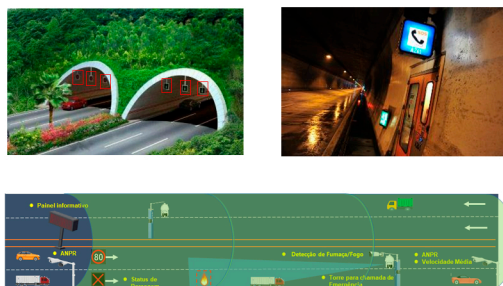 Painel informativo
ANPR
80
Status de
Detecção de Fumaça/Fogo
Torre para chamada de
Emergência
ANPR
Velocidade Média